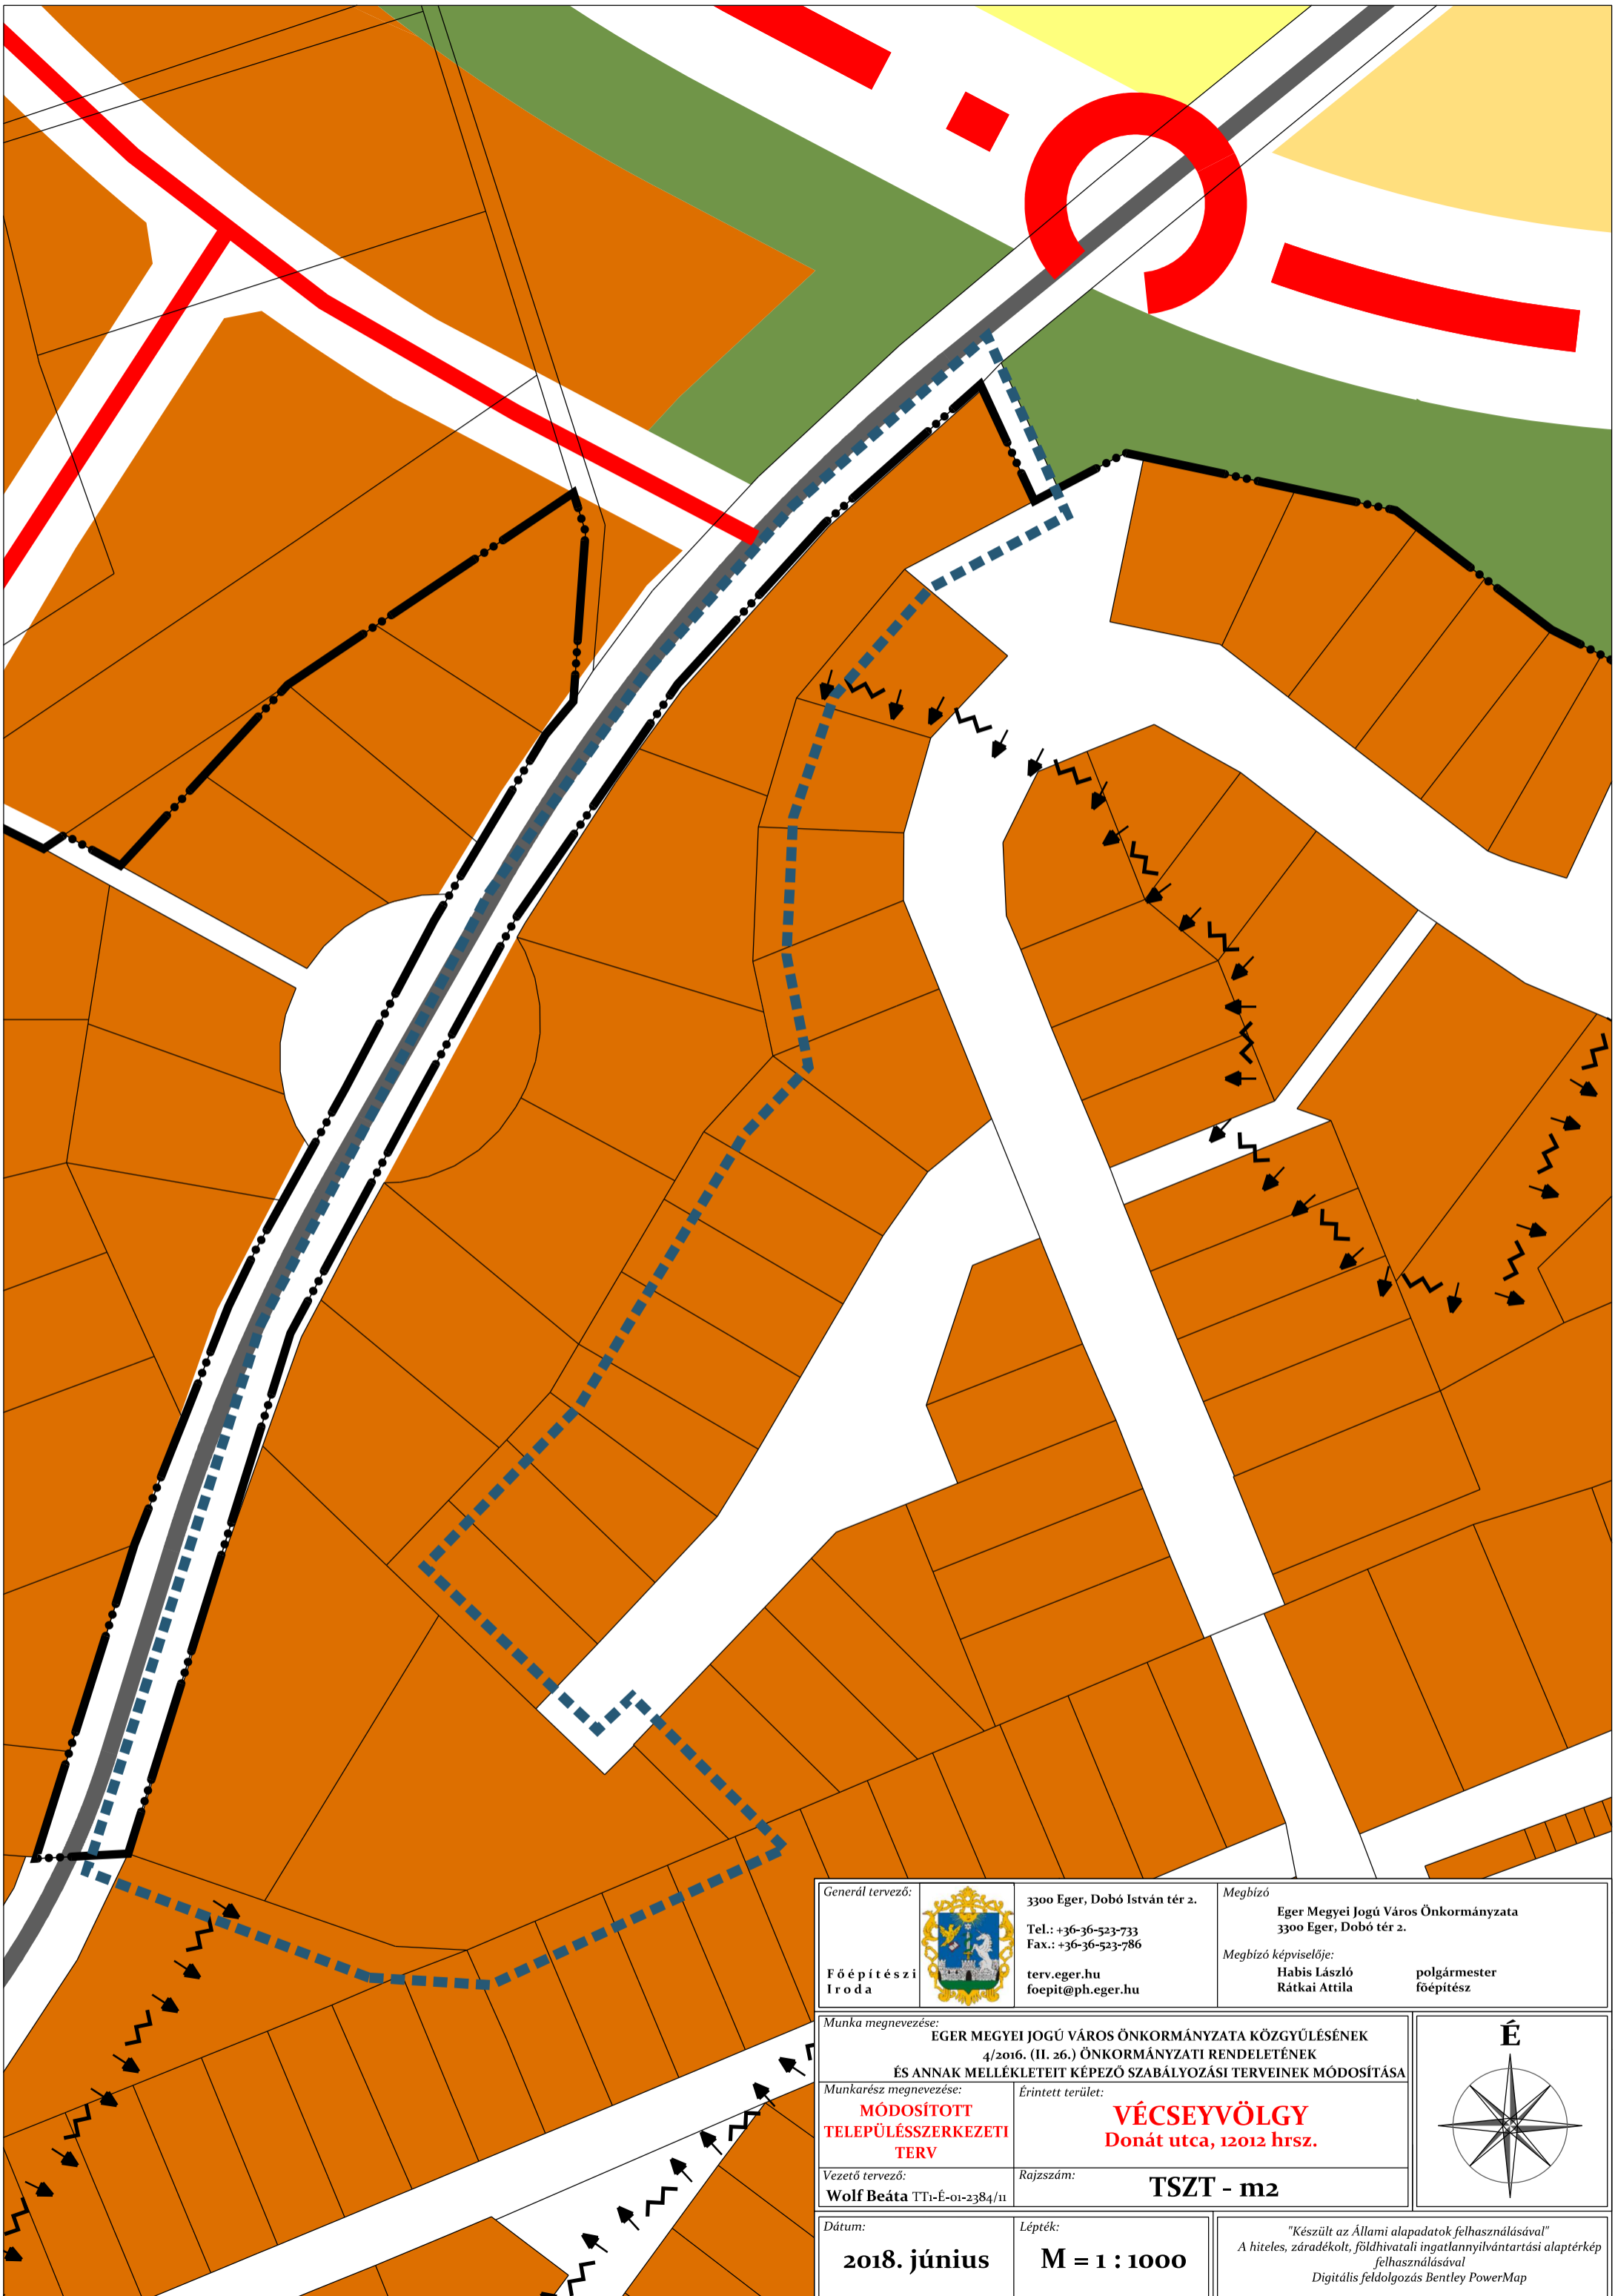 Generál tervező:
Főépítészi
Iroda
3300 Eger, Dobó István tér 2.
Tel.: +36-36-523-733
Fax.: +36-36-523-786
terv.eger.hu
foepit@ph.eger.hu
Megbízó
Eger Megyei Jogú Város Önkormányzata
3300 Eger, Dobó tér 2.
Megbízó képviselője:
Habis László polgármester
Rátkai Attila főépítész
Munka megnevezése:
EGER MEGYEI JOGÚ VÁROS ÖNKORMÁNYZATA KÖZGYŰLÉSÉNEK
4/2016. (II. 26.) ÖNKORMÁNYZATI RENDELETÉNEK
ÉS ANNAK MELLÉKLETEIT KÉPEZŐ SZABÁLYOZÁSI TERVEINEK MÓDOSÍTÁSA
Munkarész megnevezése:
MÓDOSÍTOTT
TELEPÜLÉSSZERKEZETI
TERV
Érintett terület:
VÉCSEYVÖLGY
Donát utca, 12012 hrsz.
Vezető tervező:
Wolf Beáta TT1-É-01-2384/11
Rajzszám:
TSZT - m2
É
Dátum:
2018. június
Lépték:
M = 1 : 1000
"Készült az Állami alapadatok felhasználásával"
A hiteles, záradékolt, földhivatali ingatlannyilvántartási alaptérkép
felhasználásával
Digitális feldolgozás Bentley PowerMap